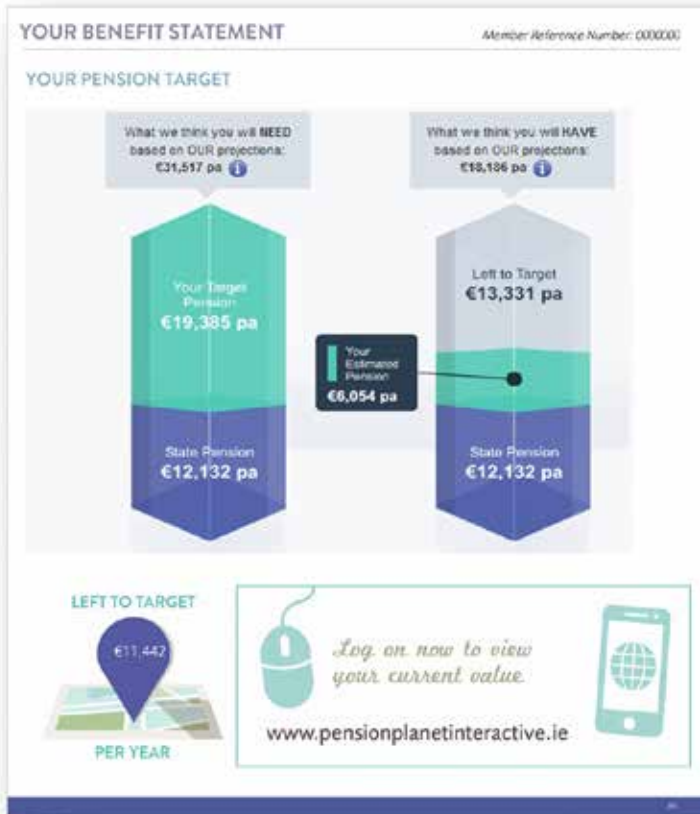 YOUR BENEFIT STATEMENT
Member Reference Number: 0000000
YOUR PENSION TARGET
What we think you will NEED
based on OUR projections:
€31,517 pa
What we think you will HAVE
based on OUR projections:
€18,186 pa
Your Target
Pension
€19,385 pa
State Pension
€12,132 pa
Left to Target
€13,331 pa
Your
Estimated
Pension
€6,054 pa
State Pension
€12,132 pa
LEFT TO TARGET
€11,442
PER YEAR
Log on now to view
your current value
www.pensionplanetinteractive.ie